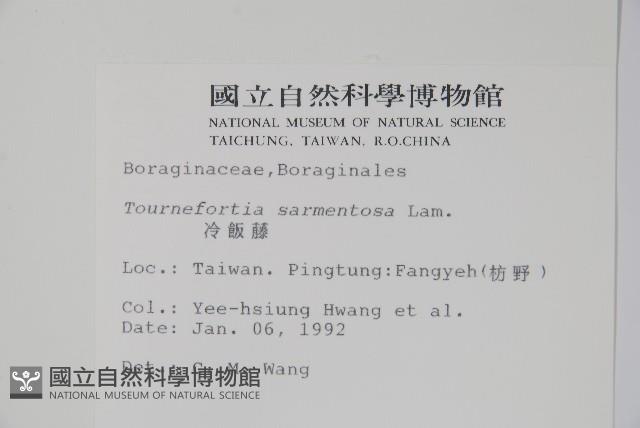 國立自然科學博物館
NATIONAL MUSEUM OF NATURAL SCIENCE
TAICHUNG, TAIWAN, R.O.CHINA
Boraginaceae,Boraginales
Tournefortia sarmentosa Lam.
冷飯藤
Loc.: Taiwan. Pingtung:Fangyeh(枋野)
Col.: Yee-hsiung Hwang et al.
Date: Jan. 06, 1992
Det.: C. M. Wang
國立自然科學博物館
NATIONAL MUSEUM OF NATURAL SCIENCE